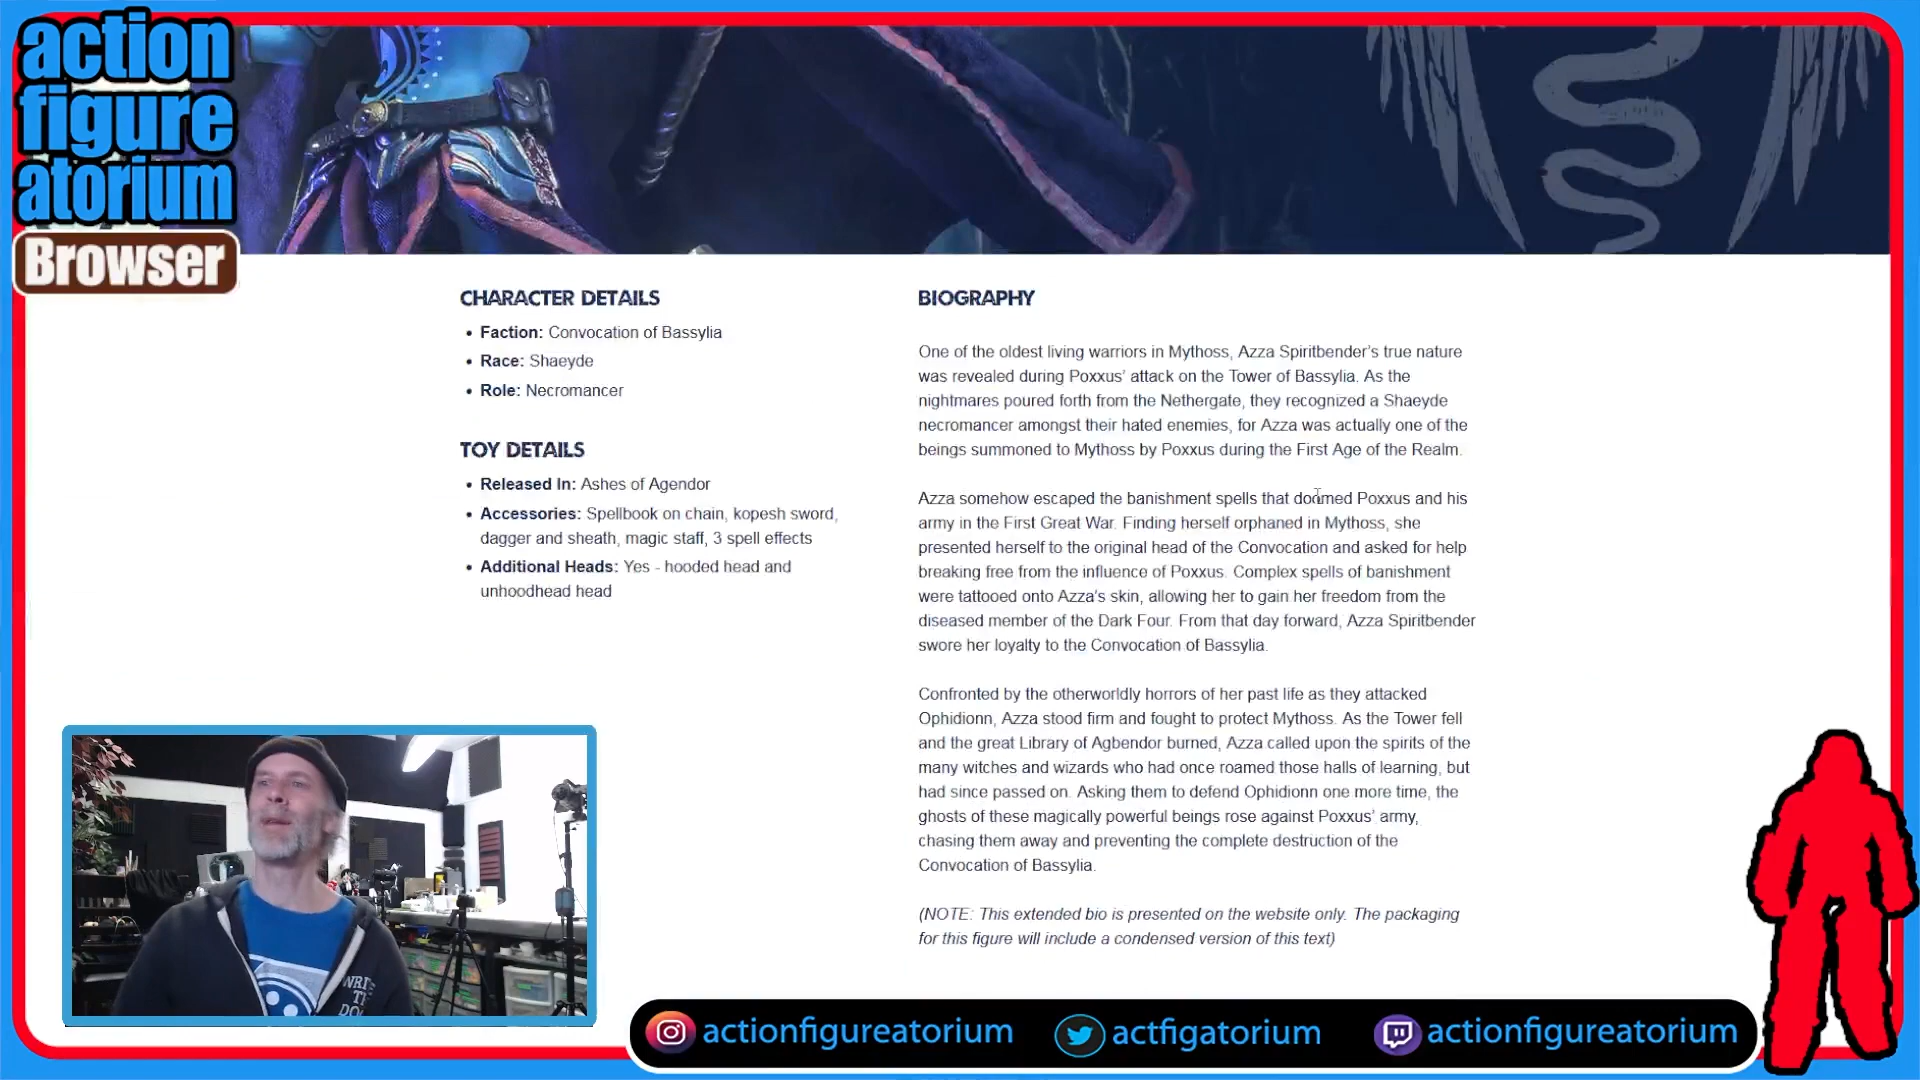 action
figure
atorium
Browser
CHARACTER DETAILS
Faction: Convocation of Bassylia
Race: Shaeyde
Role: Necromancer
TOY DETAILS
Released In: Ashes of Agendor
Accessories: Spellbook on chain, kopesh sword,
dagger and sheath, magic staff, 3 spell effects
Additional Heads: Yes - hooded head and
unhoodhead head
BIOGRAPHY
One of the oldest living warriors in Mythoss, Azza Spiritbender's true nature
was revealed during Poxxus' attack on the Tower of Bassylia. As the
nightmares poured forth from the Nethergate, they recognized a Shaeyde
necromancer amongst their hated enemies, for Azza was actually one of the
beings summoned to Mythoss by Poxxus during the First Age of the Realm.
Azza somehow escaped the banishment spells that doomed Poxxus and his
army in the First Great War. Finding herself orphaned in Mythoss, she
presented herself to the original head of the Convocation and asked for help
breaking free from the influence of Poxxus. Complex spells of banishment
were tattooed onto Azza's skin, allowing her to gain her freedom from the
diseased member of the Dark Four. From that day forward, Azza Spiritbender
swore her loyalty to the Convocation of Bassylia.
Confronted by the otherworldly horrors of her past life as they attacked
Ophidionn, Azza stood firm and fought to protect Mythoss. As the Tower fell
and the great Library of Agbendor burned, Azza called upon the spirits of the
many witches and wizards who had once roamed those halls of learning, but
had since passed on. Asking them to defend Ophidionn one more time, the
ghosts of these magically powerful beings rose against Poxxus' army,
chasing them away and preventing the complete destruction of the
Convocation of Bassylia.
(NOTE: This extended bio is presented on the website only. The packaging
for this figure will include a condensed version of this text)
actionfigureatorium
actfigatorium
actionfigureatorium